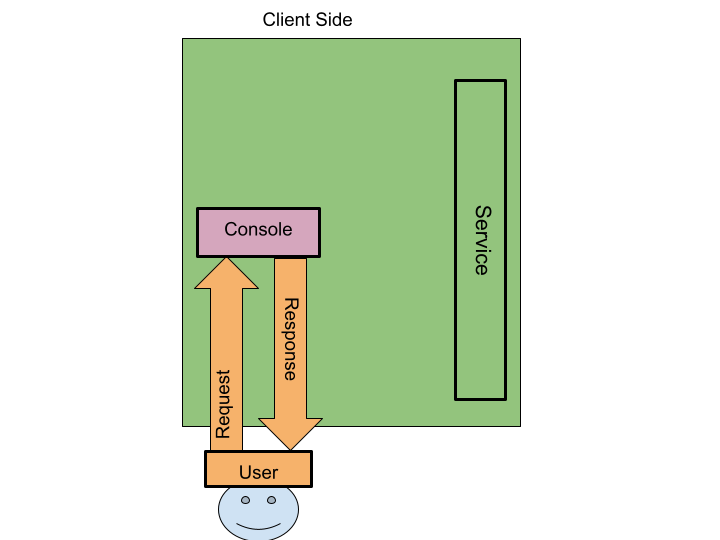 Client Side
Service
Console
Response
Request
User